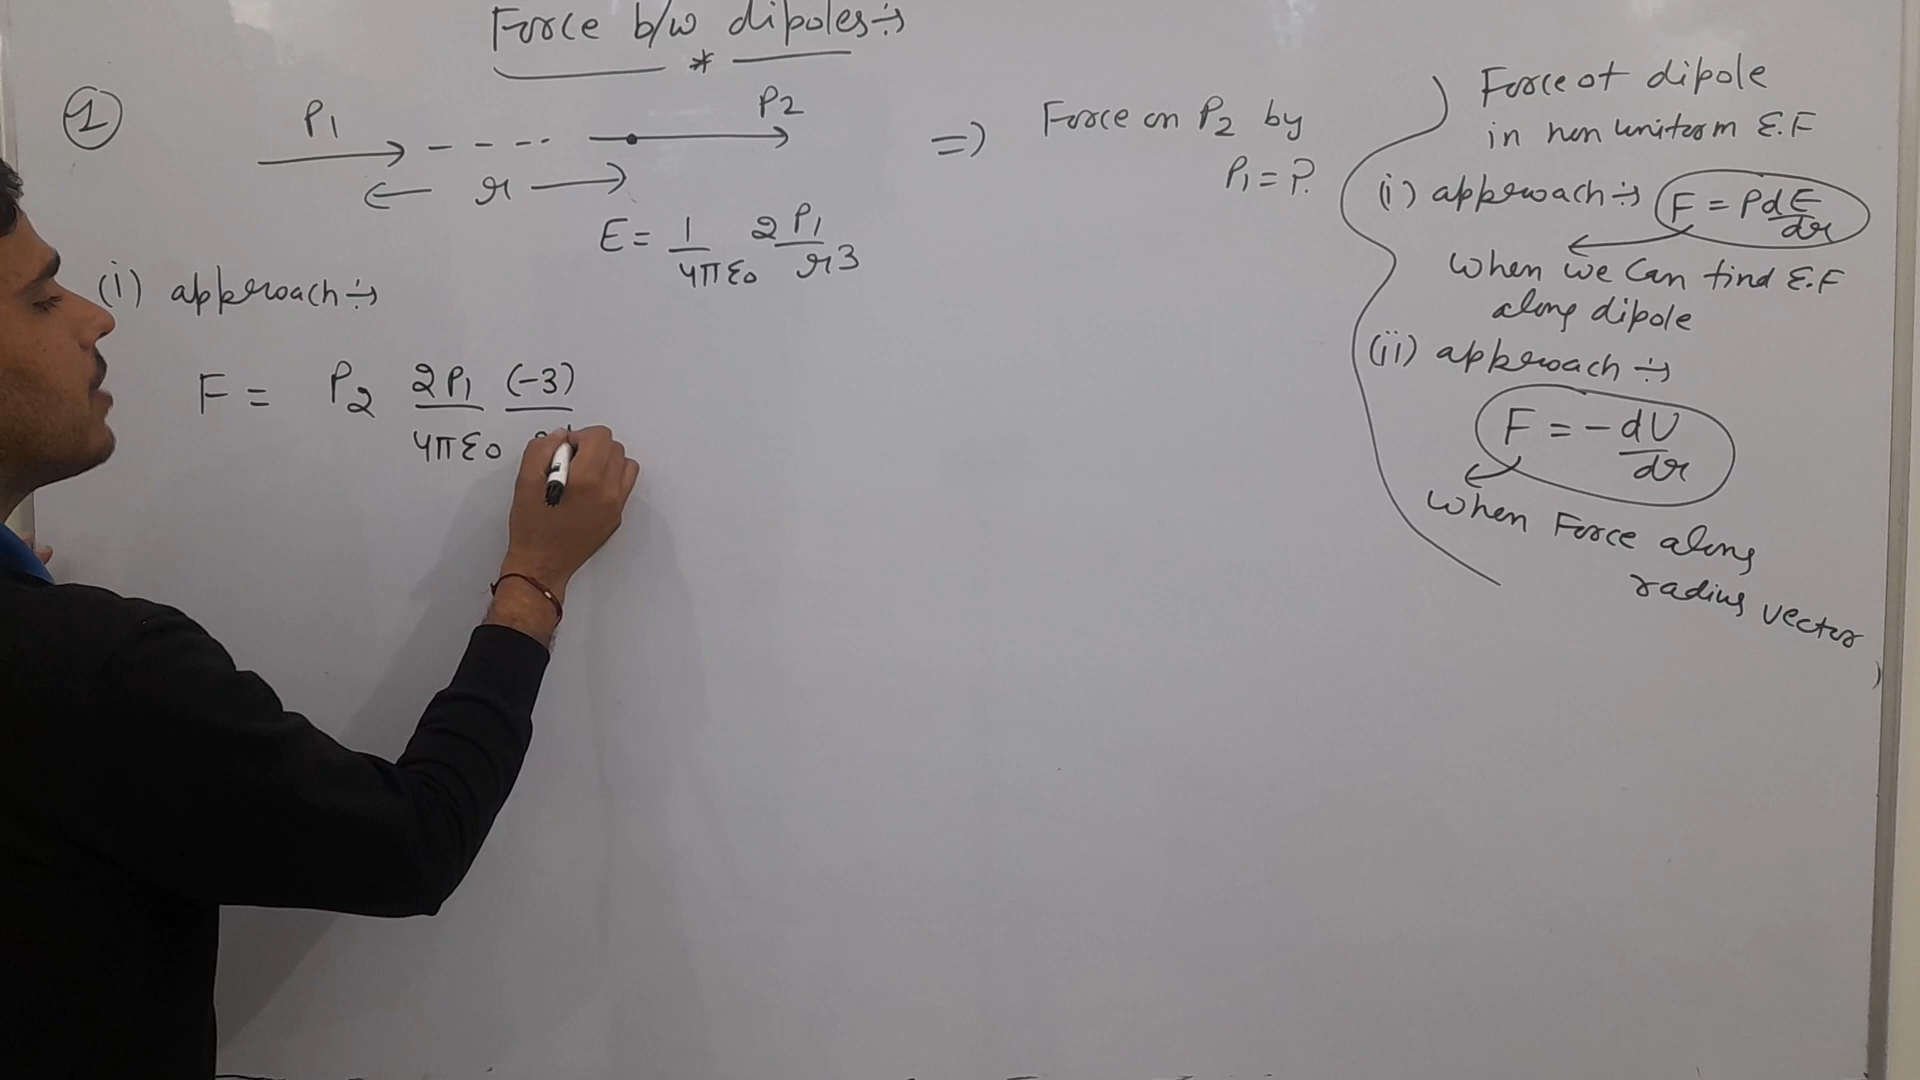 Force b/w dipoles :→
*
1
P1
P2
r
⇒ Force on P2 by
P1 = ?
E = 1/4πε0 2P1/r3
(i) approach :→
F = P2 2P1/4πε0 (-3)/
Force of dipole
in non uniform E.F
(i) approach :→ F = P dE/dr
when we can find E.F
along dipole
(ii) approach :→
F = - dU/dr
when Force along
radius vector